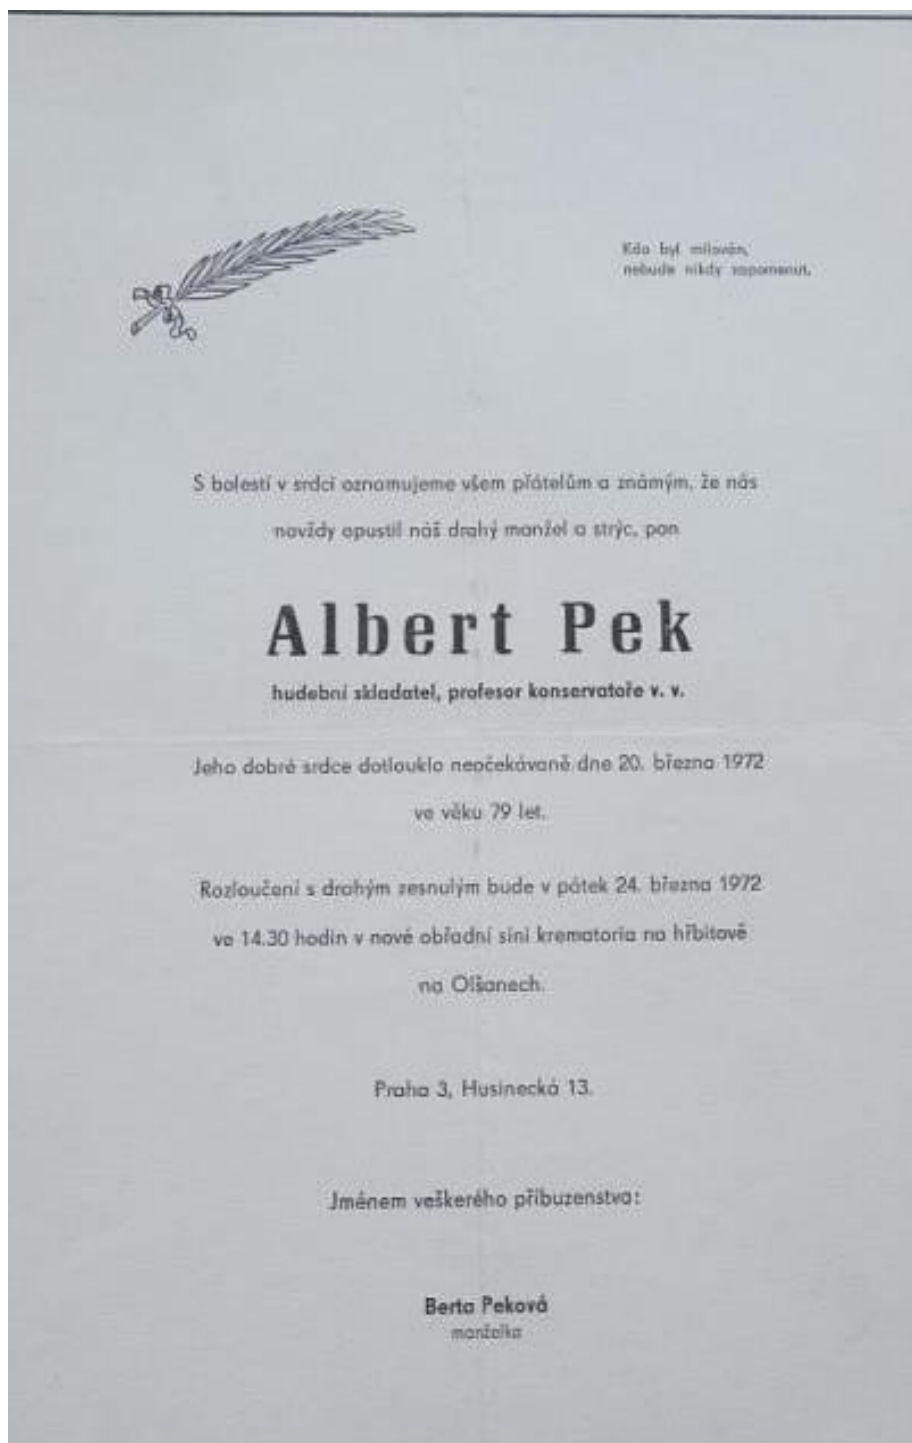 Kdo byl milován,
nebude nikdy zapomenut.
S bolestí v srdci oznamujeme všem přátelům a známým, že nás
navždy opustil náš drahý manžel a strýc, pan
Albert Pek
hudební skladatel, profesor konservatoře v. v.
Jeho dobré srdce dotlouklo neočekávaně dne 20. března 1972
ve věku 79 let.
Rozloučení s drahým zesnulým bude v pátek 24. března 1972
ve 14.30 hodin v nové obřadní síni krematoria na hřbitově
na Olšanech.
Praha 3, Husinecká 13.
Jménem veškerého příbuzenstva:
Berta Peková
manželka